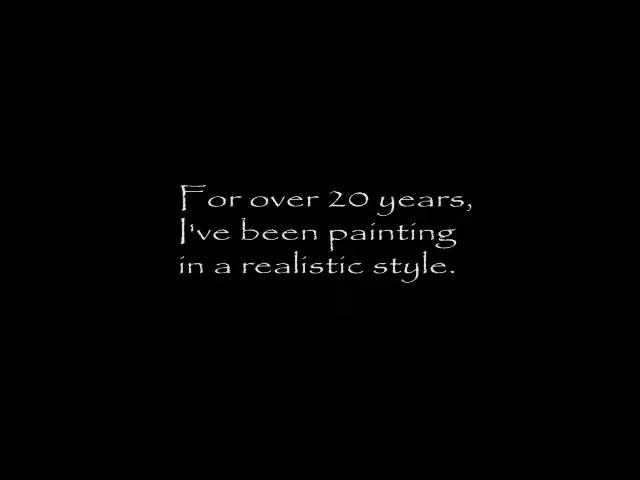 For over 20 years,
I've been painting
in a realistic style.